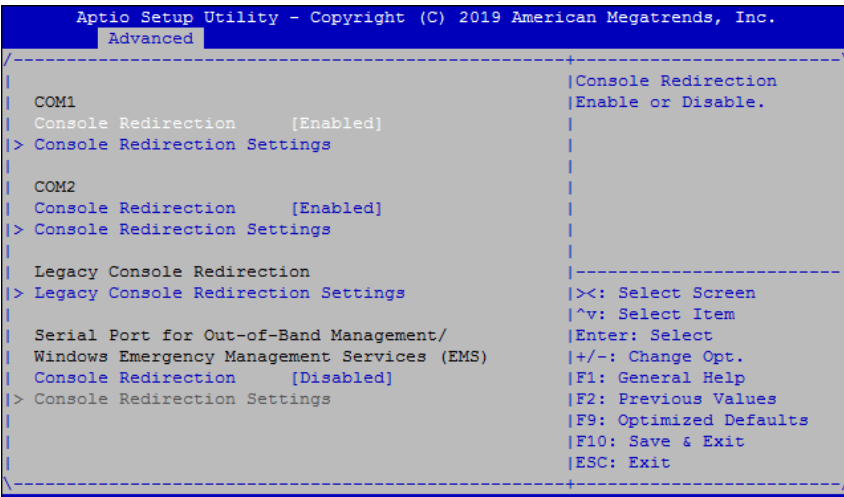 Aptio Setup Utility - Copyright (C) 2019 American Megatrends, Inc.
Advanced
/---------------------------------------------------+-------------------------\
|Console Redirection
COM1 |Enable or Disable.
Console Redirection [Enabled]
> Console Redirection Settings
COM2
Console Redirection [Enabled]
> Console Redirection Settings
Legacy Console Redirection
> Legacy Console Redirection Settings |><: Select Screen
|^v: Select Item
Serial Port for Out-of-Band Management/ |Enter: Select
Windows Emergency Management Services (EMS) |+/-: Change Opt.
Console Redirection [Disabled] |F1: General Help
> Console Redirection Settings |F2: Previous Values
|F9: Optimized Defaults
|F10: Save & Exit
|ESC: Exit
\---------------------------------------------------+-------------------------/